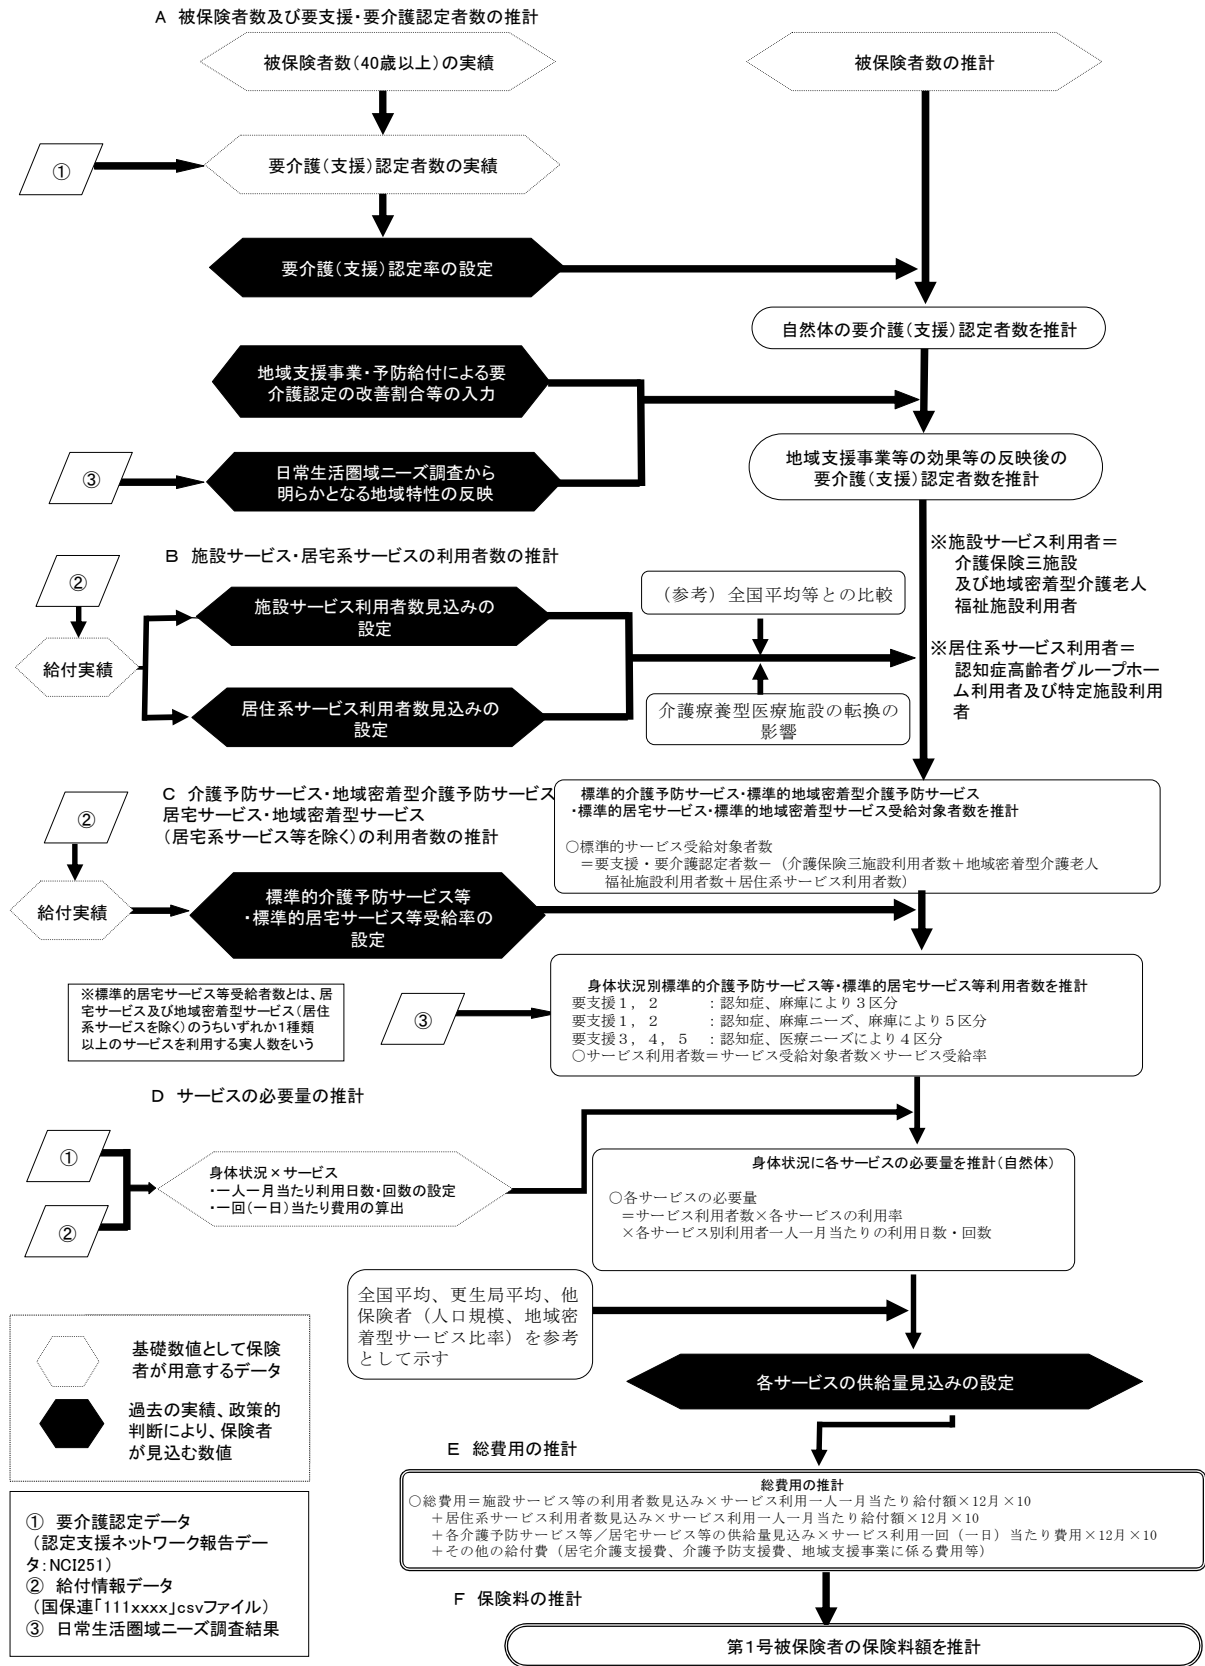 A 被保険者数及び要支援・要介護認定者数の推計
被保険者数(40歳以上)の実績
被保険者数の推計
①
要介護(支援)認定者数の実績
要介護(支援)認定率の設定
自然体の要介護(支援)認定者数を推計
地域支援事業・予防給付による要
介護認定の改善割合等の入力
③
日常生活圏域ニーズ調査から
明らかとなる地域特性の反映
地域支援事業等の効果等の反映後の
要介護(支援)認定者数を推計
B 施設サービス・居宅系サービスの利用者数の推計
②
給付実績
施設サービス利用者数見込みの
設定
居住系サービス利用者数見込みの
設定
(参考)全国平均等との比較
介護療養型医療施設の転換の
影響
※施設サービス利用者=
介護保険三施設
及び地域密着型介護老人
福祉施設利用者
※居住系サービス利用者=
認知症高齢者グループホー
ム利用者及び特定施設利用
者
C 介護予防サービス・地域密着型介護予防サービス
居宅サービス・地域密着型サービス
(居宅系サービス等を除く)の利用者数の推計
②
給付実績
標準的介護予防サービス等
・標準的居宅サービス等受給率の
設定
標準的介護予防サービス・標準的地域密着型介護予防サービス
・標準的居宅サービス・標準的地域密着型サービス受給対象者数を推計
○標準的サービス受給対象者数
=要支援・要介護認定者数-(介護保険三施設利用者数+地域密着型介護老人
福祉施設利用者数+居住系サービス利用者数)
※標準的居宅サービス等受給者数とは、居
宅サービス及び地域密着型サービス(居住
系サービスを除く)のうちいずれか1種類
以上のサービスを利用する実人数をいう
③
身体状況別標準的介護予防サービス等・標準的居宅サービス等利用者数を推計
要支援1,2 :認知症、麻痺により3区分
要支援1,2 :認知症、麻痺ニーズ、麻痺により5区分
要支援3,4,5 :認知症、医療ニーズにより4区分
○サービス利用者数=サービス受給対象者数×サービス受給率
D サービスの必要量の推計
①
②
身体状況×サービス
・一人一月当たり利用日数・回数の設定
・一回(一日)当たり費用の算出
身体状況に各サービスの必要量を推計(自然体)
○各サービスの必要量
=サービス利用者数×各サービスの利用率
×各サービス別利用者一人一月当たりの利用日数・回数
全国平均、更生局平均、他
保険者(人口規模、地域密
着型サービス比率)を参考
として示す
各サービスの供給量見込みの設定
基礎数値として保険
者が用意するデータ
過去の実績、政策的
判断により、保険者
が見込む数値
E 総費用の推計
総費用の推計
○総費用=施設サービス等の利用者数見込み×サービス利用一人一月当たり給付額×12月×10
+居住系サービス利用者数見込み×サービス利用一人一月当たり給付額×12月×10
+各介護予防サービス等/居宅サービス等の供給量見込み×サービス利用一回(一日)当たり費用×12月×10
+その他の給付費(居宅介護支援費、介護予防支援費、地域支援事業に係る費用等)
① 要介護認定データ
(認定支援ネットワーク報告デー
タ:NCI251)
② 給付情報データ
(国保連「111xxxx」csvファイル)
③ 日常生活圏域ニーズ調査結果
F 保険料の推計
第1号被保険者の保険料額を推計